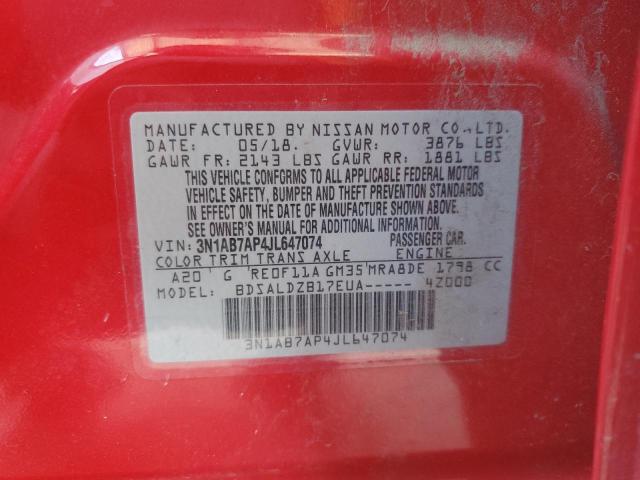 MANUFACTURED BY NISSAN MOTOR CO.,LTD.
DATE: 05/18. GVWR: 3876 LBS
GAWR FR: 2143 LBS GAWR RR: 1881 LBS
THIS VEHICLE CONFORMS TO ALL APPLICABLE FEDERAL MOTOR
VEHICLE SAFETY, BUMPER AND THEFT PREVENTION STANDARDS
IN EFFECT ON THE DATE OF MANUFACTURE SHOWN ABOVE.
SEE OWNER'S MANUAL FOR ADDITIONAL INFORMATION.
VIN: 3N1AB7AP4JL647074 PASSENGER CAR.
COLOR TRIM TRANS AXLE ENGINE
A20 G RE0F11A GM35 MRA8DE 1798 CC
MODEL: BDSALDZB17EUA----- 4Z000
3N1AB7AP4JL647074